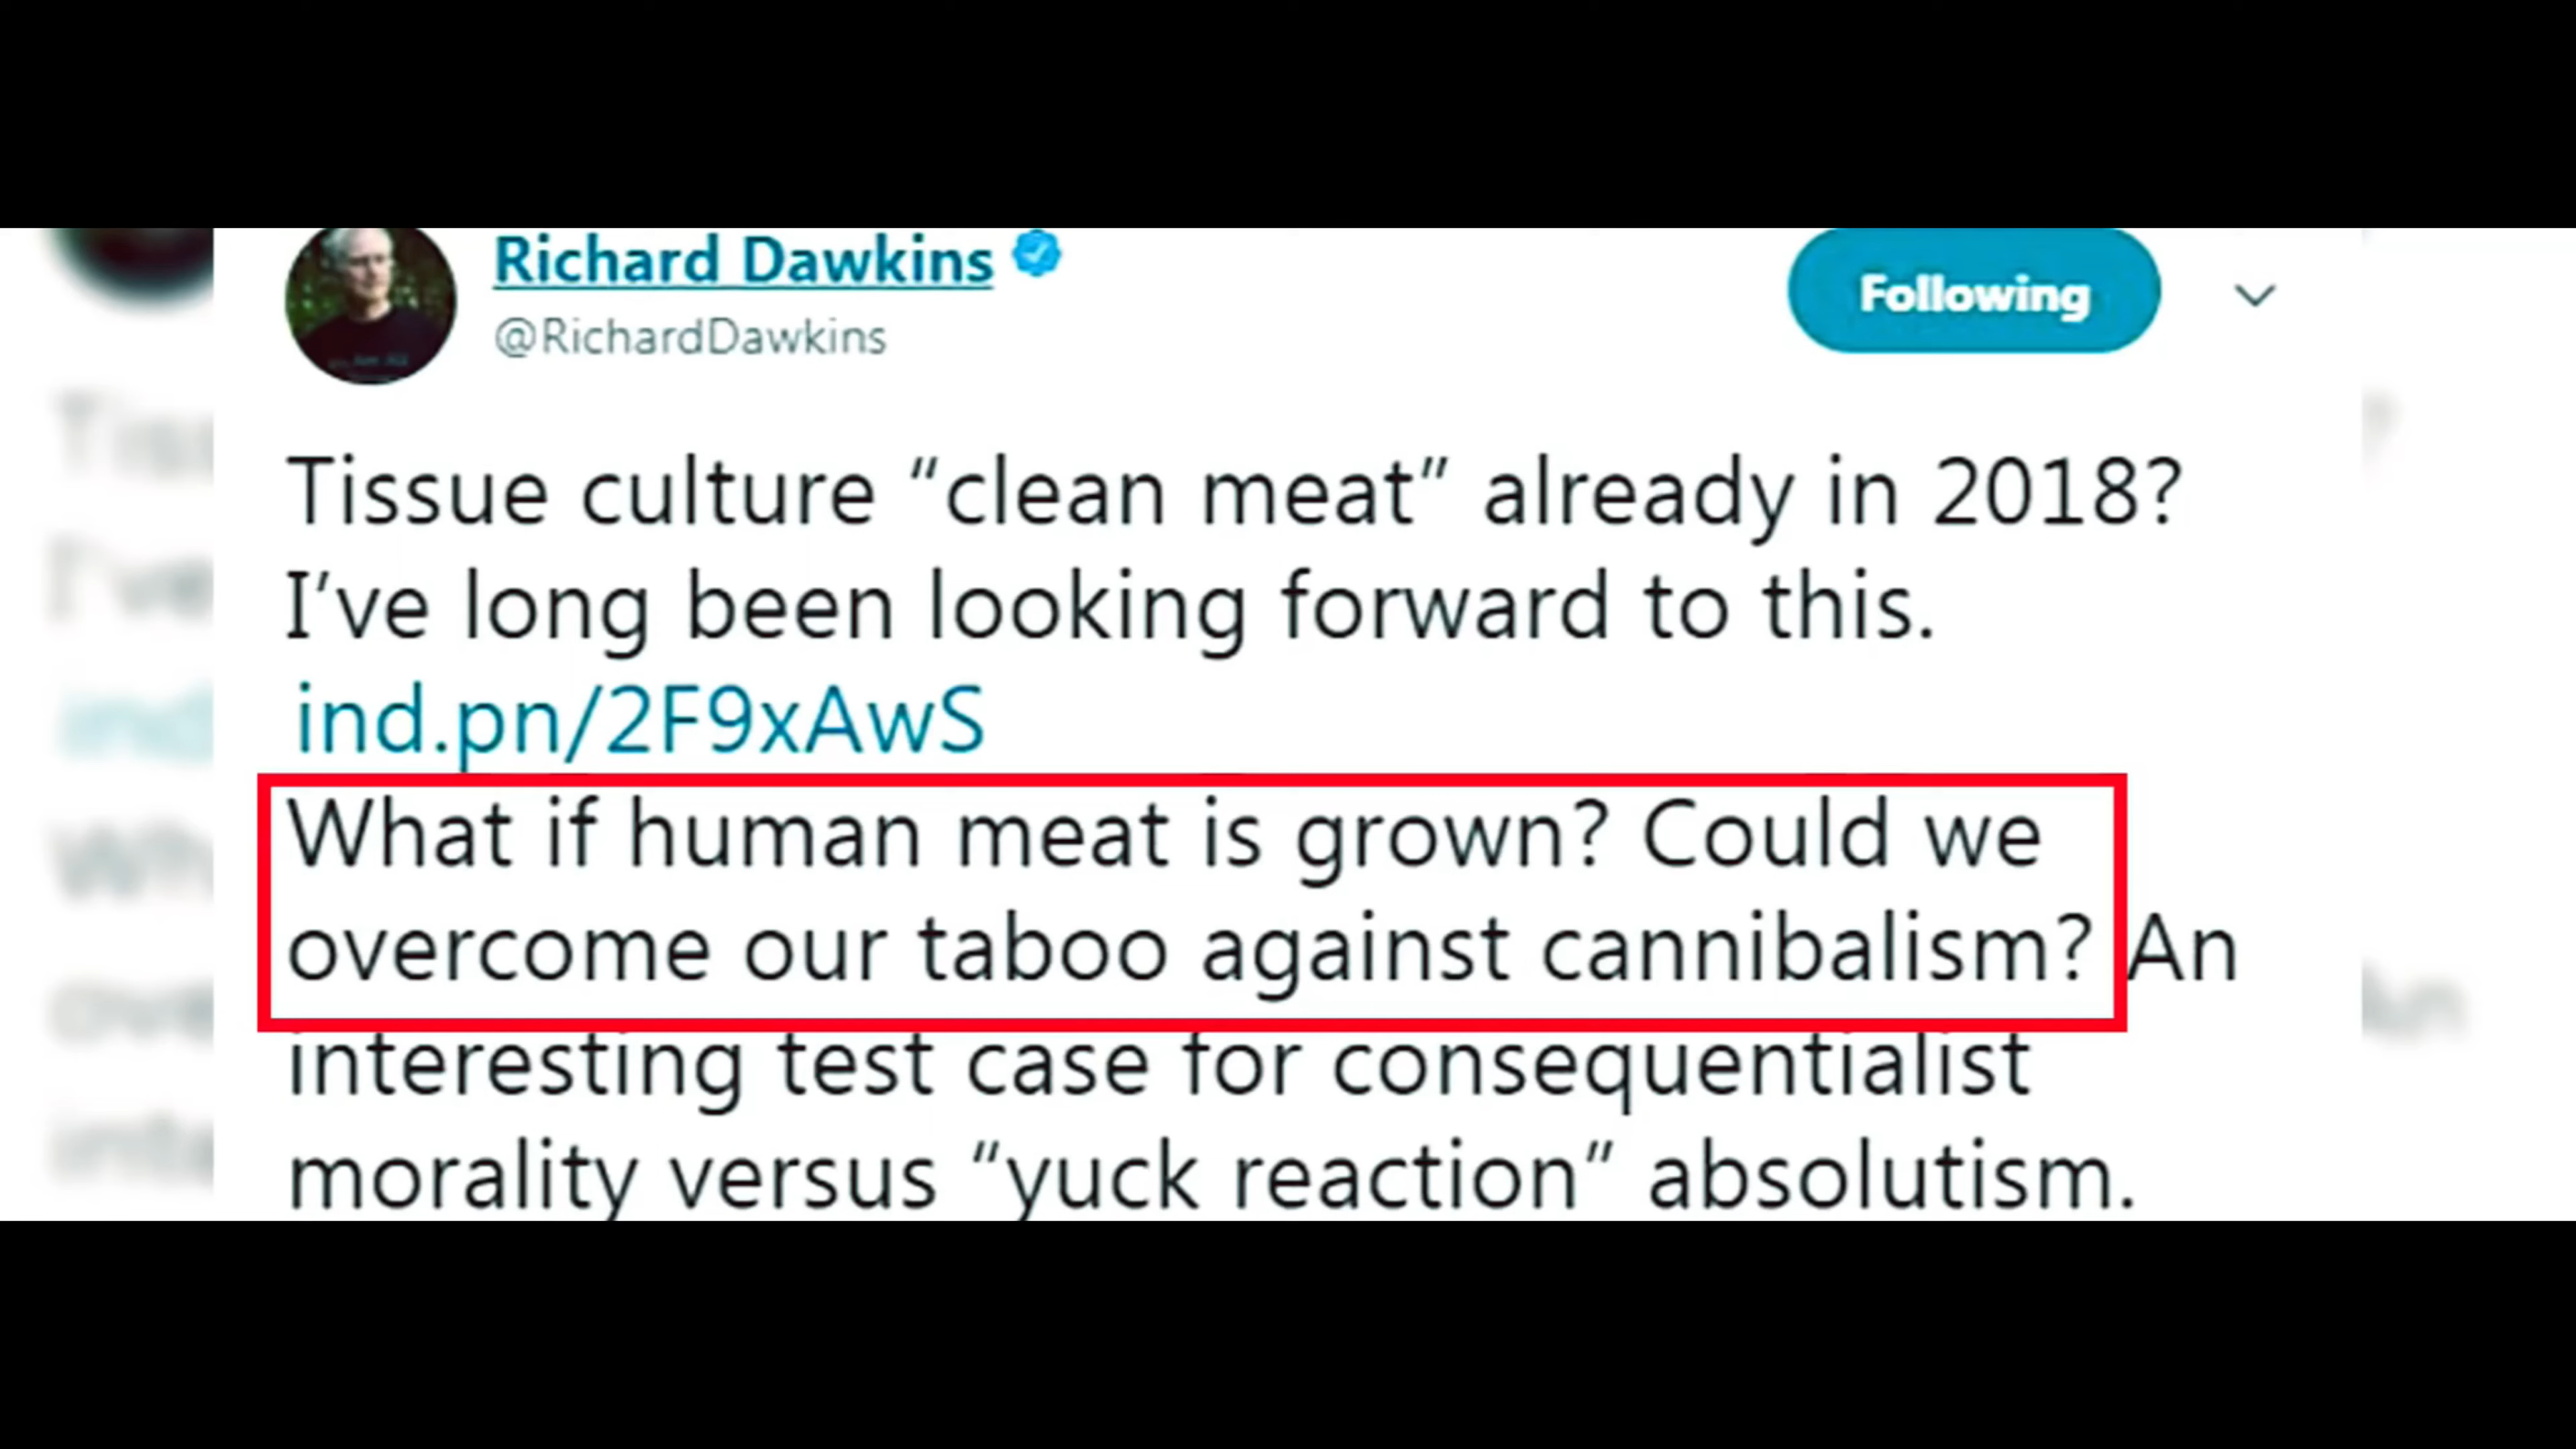 Richard Dawkins
@RichardDawkins
Following
Tissue culture “clean meat” already in 2018?
I’ve long been looking forward to this.
ind.pn/2F9xAwS
What if human meat is grown? Could we
overcome our taboo against cannibalism? An
interesting test case for consequentialist
morality versus “yuck reaction” absolutism.